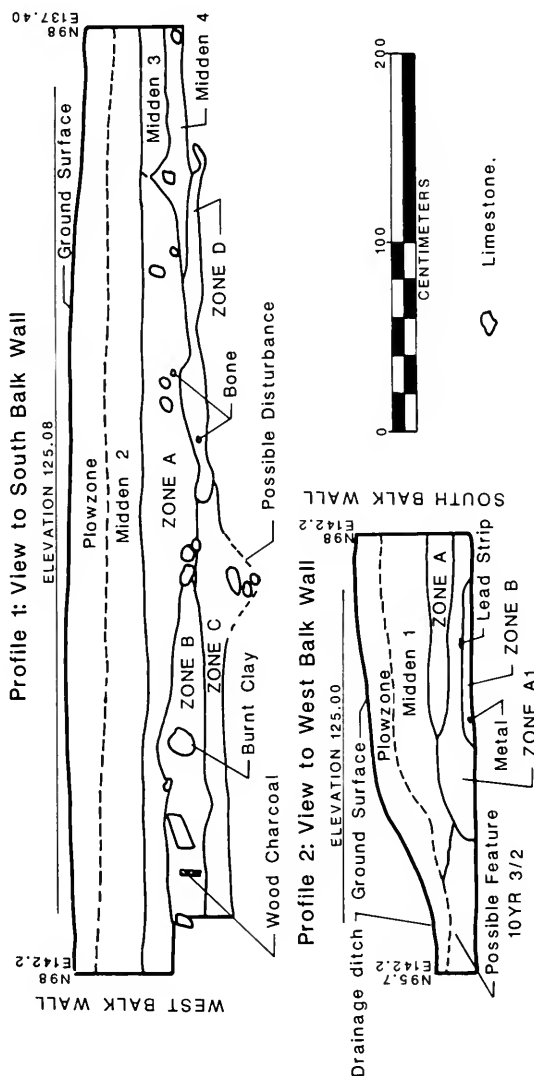 Profile 1: View to South Balk Wall
WEST BALK WALL
N98
E142.2
N98
E137.40
ELEVATION 125.08
Ground Surface
Plowzone
Midden 2
Midden 3
Midden 4
ZONE A
ZONE B
ZONE C
ZONE D
Wood Charcoal
Burnt Clay
Possible Disturbance
Bone
Profile 2: View to West Balk Wall
SOUTH BALK WALL
N95.7
E142.2
N98
E142.2
ELEVATION 125.00
Drainage ditch
Ground Surface
Plowzone
Midden 1
ZONE A
Possible Feature
10YR 3/2
ZONE A1
Metal
ZONE B
Lead Strip
0
100
200
CENTIMETERS
Limestone.